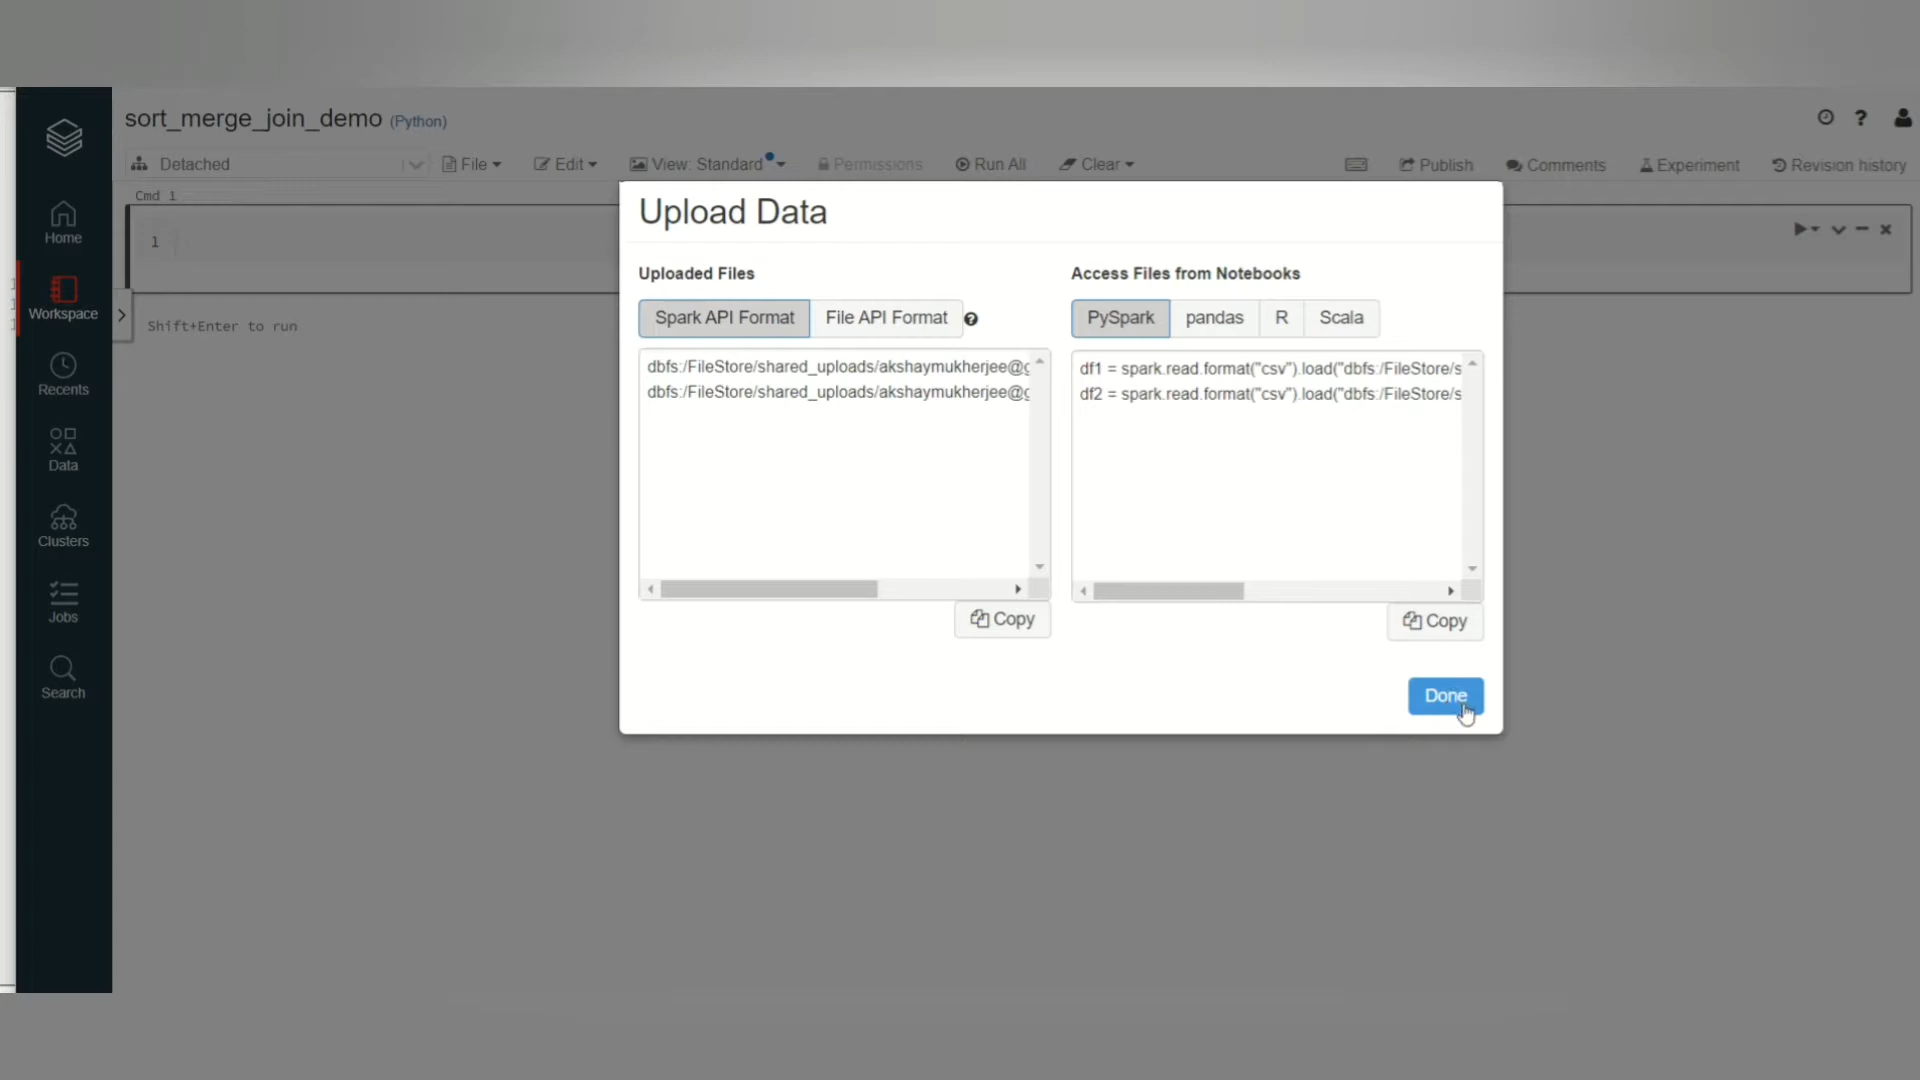 sort_merge_join_demo (Python)
Detached
File
Edit
View: Standard
Permissions
Run All
Clear
Publish
Comments
Experiment
Revision history
Cmd 1
1
Shift+Enter to run
Home
Workspace
Recents
Data
Clusters
Jobs
Search
Upload Data
Uploaded Files
Spark API Format
File API Format
dbfs:/FileStore/shared_uploads/akshaymukherjee@g
dbfs:/FileStore/shared_uploads/akshaymukherjee@g
Copy
Access Files from Notebooks
PySpark
pandas
R
Scala
df1 = spark.read.format("csv").load("dbfs:/FileStore/s
df2 = spark.read.format("csv").load("dbfs:/FileStore/s
Copy
Done